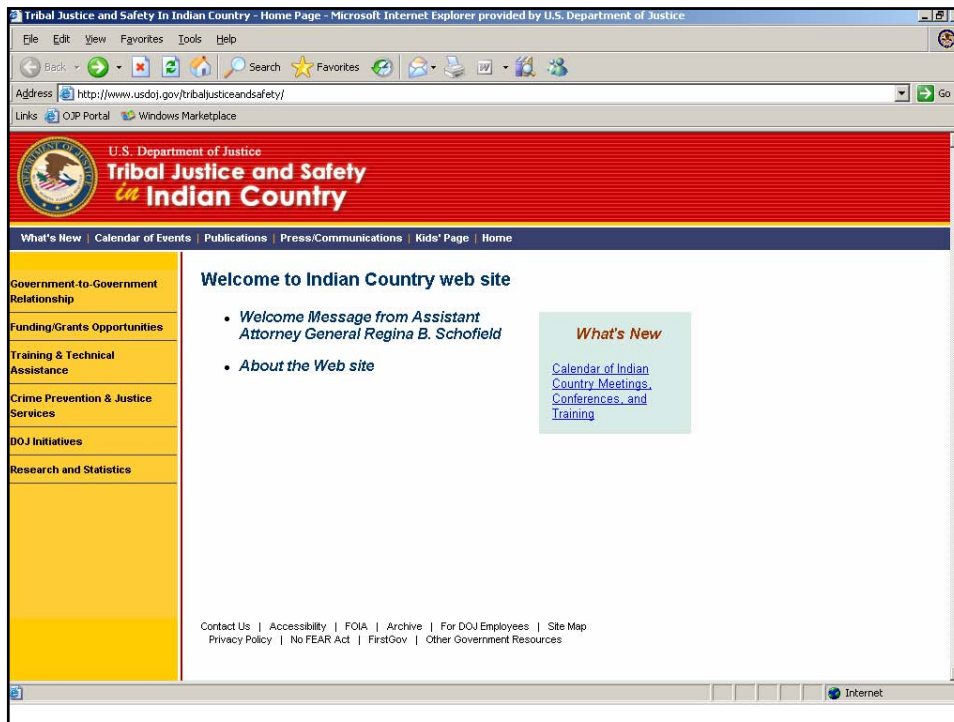 Tribal Justice and Safety In Indian Country - Home Page - Microsoft Internet Explorer provided by U.S. Department of Justice
File Edit View Favorites Tools Help
Back Search Favorites
Address http://www.usdoj.gov/tribaljusticeandsafety/ Go
Links OJP Portal Windows Marketplace
U.S. Department of Justice
Tribal Justice and Safety
in Indian Country
What's New | Calendar of Events | Publications | Press/Communications | Kids' Page | Home
Government-to-Government
Relationship
Funding/Grants Opportunities
Training & Technical
Assistance
Crime Prevention & Justice
Services
DOJ Initiatives
Research and Statistics
Welcome to Indian Country web site
• Welcome Message from Assistant
Attorney General Regina B. Schofield
• About the Web site
What's New
Calendar of Indian
Country Meetings,
Conferences, and
Training
Contact Us | Accessibility | FOIA | Archive | For DOJ Employees | Site Map
Privacy Policy | No FEAR Act | FirstGov | Other Government Resources
Internet